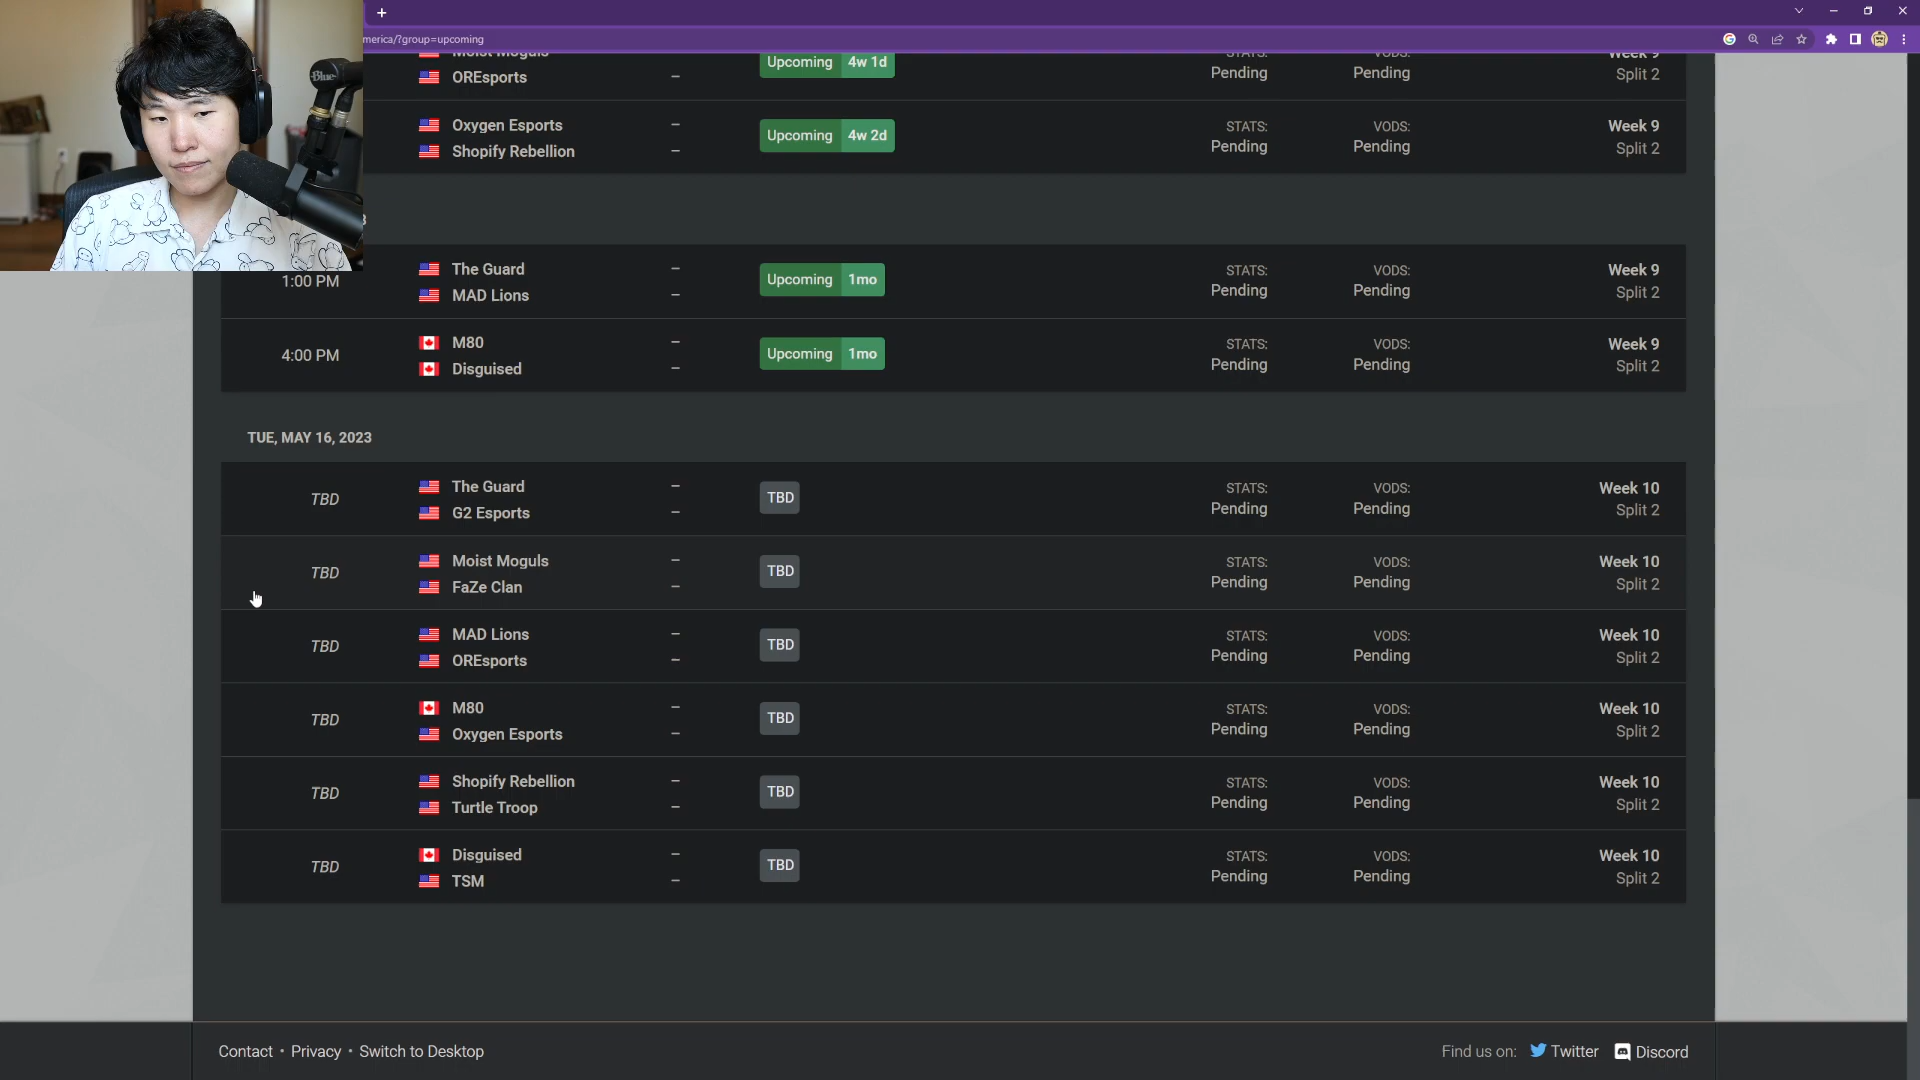 merica/?group=upcoming
Blue
Moist Moguls
OREsports
–
Upcoming 4w 1d
STATS:
Pending
VODS:
Pending
Week 9
Split 2
Oxygen Esports –
Shopify Rebellion –
Upcoming 4w 2d
STATS:
Pending
VODS:
Pending
Week 9
Split 2
1:00 PM
The Guard –
MAD Lions –
Upcoming 1mo
STATS:
Pending
VODS:
Pending
Week 9
Split 2
4:00 PM
M80 –
Disguised –
Upcoming 1mo
STATS:
Pending
VODS:
Pending
Week 9
Split 2
TUE, MAY 16, 2023
TBD
The Guard –
G2 Esports –
TBD
STATS:
Pending
VODS:
Pending
Week 10
Split 2
TBD
Moist Moguls –
FaZe Clan –
TBD
STATS:
Pending
VODS:
Pending
Week 10
Split 2
TBD
MAD Lions –
OREsports –
TBD
STATS:
Pending
VODS:
Pending
Week 10
Split 2
TBD
M80 –
Oxygen Esports –
TBD
STATS:
Pending
VODS:
Pending
Week 10
Split 2
TBD
Shopify Rebellion –
Turtle Troop –
TBD
STATS:
Pending
VODS:
Pending
Week 10
Split 2
TBD
Disguised –
TSM –
TBD
STATS:
Pending
VODS:
Pending
Week 10
Split 2
Contact • Privacy • Switch to Desktop
Find us on: Twitter Discord